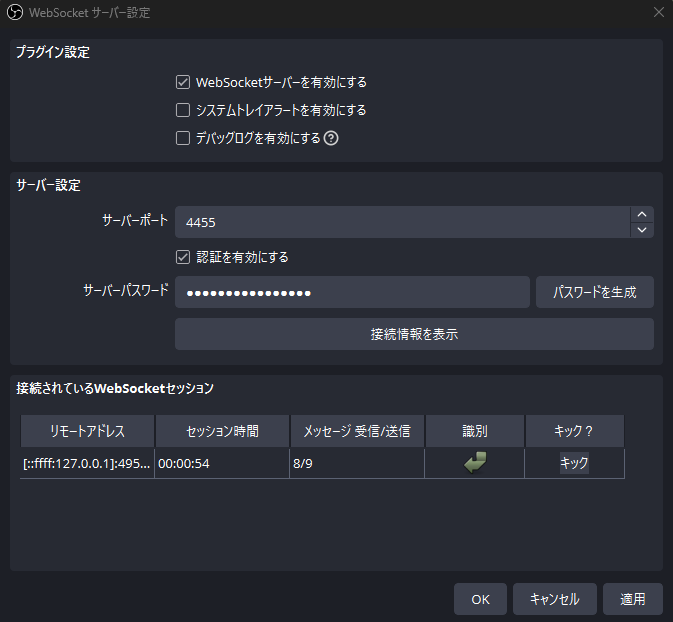 WebSocket サーバー設定
プラグイン設定
WebSocketサーバーを有効にする
システムトレイアラートを有効にする
デバッグログを有効にする ?
サーバー設定
サーバーポート 4455
認証を有効にする
サーバーパスワード ●●●●●●●●●●●●●●●● パスワードを生成
接続情報を表示
接続されているWebSocketセッション
リモートアドレス セッション時間 メッセージ 受信/送信 識別 キック？
[::ffff:127.0.0.1]:495... 00:00:54 8/9 キック
OK キャンセル 適用